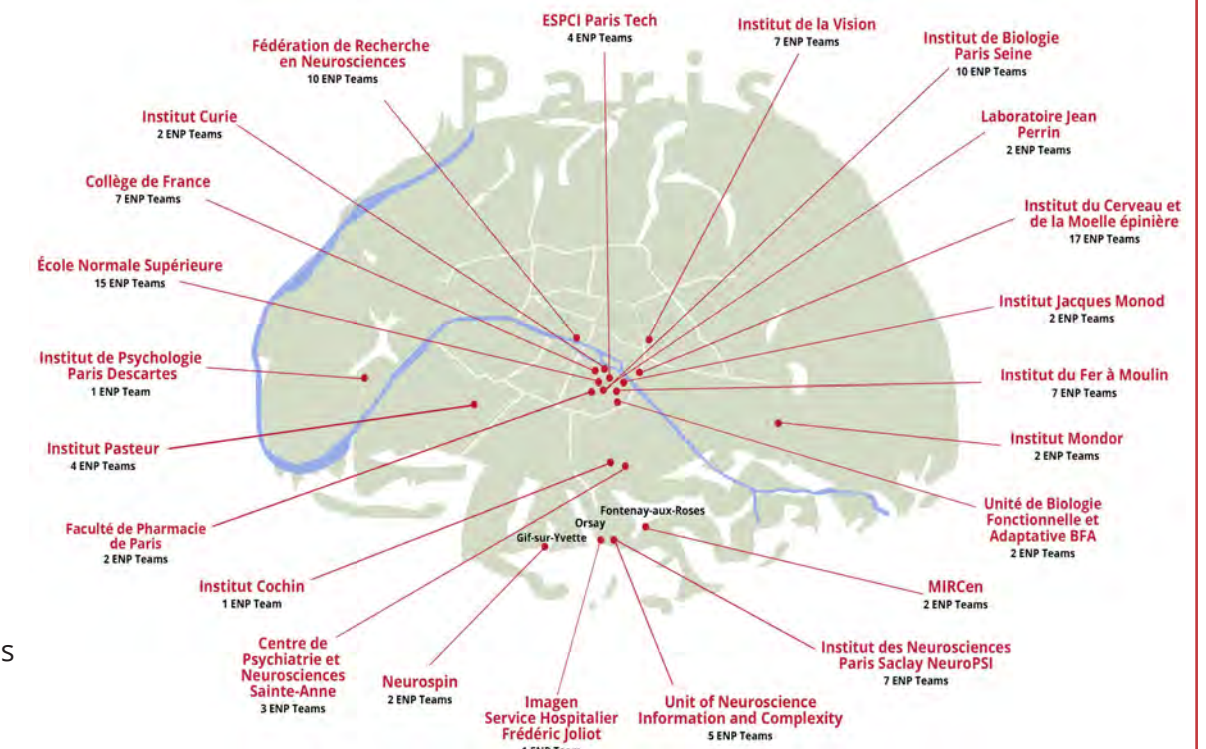 Paris
ESPCI Paris Tech
4 ENP Teams
Institut de la Vision
7 ENP Teams
Institut de Biologie
Paris Seine
10 ENP Teams
Fédération de Recherche
en Neurosciences
10 ENP Teams
Institut Curie
2 ENP Teams
Laboratoire Jean
Perrin
2 ENP Teams
Collège de France
7 ENP Teams
Institut du Cerveau et
de la Moelle épinière
17 ENP Teams
École Normale Supérieure
15 ENP Teams
Institut Jacques Monod
2 ENP Teams
Institut de Psychologie
Paris Descartes
1 ENP Team
Institut du Fer à Moulin
7 ENP Teams
Institut Pasteur
4 ENP Teams
Institut Mondor
2 ENP Teams
Faculté de Pharmacie
de Paris
2 ENP Teams
Unité de Biologie
Fonctionnelle et
Adaptative BFA
2 ENP Teams
Fontenay-aux-Roses
Orsay
Gif-sur-Yvette
Institut Cochin
1 ENP Team
MIRCen
2 ENP Teams
Centre de
Psychiatrie et
Neurosciences
Sainte-Anne
3 ENP Teams
s
Neurospin
2 ENP Teams
Imagen
Service Hospitalier
Frédéric Joliot
1 ENP Team
Unit of Neuroscience
Information and Complexity
5 ENP Teams
Institut des Neurosciences
Paris Saclay NeuroPSI
7 ENP Teams